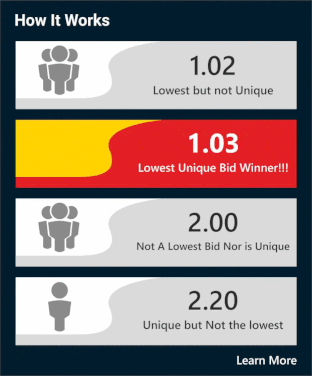 How It Works
1.02
Lowest but not Unique
1.03
Lowest Unique Bid Winner!!!
2.00
Not A Lowest Bid Nor is Unique
2.20
Unique but Not the lowest
Learn More